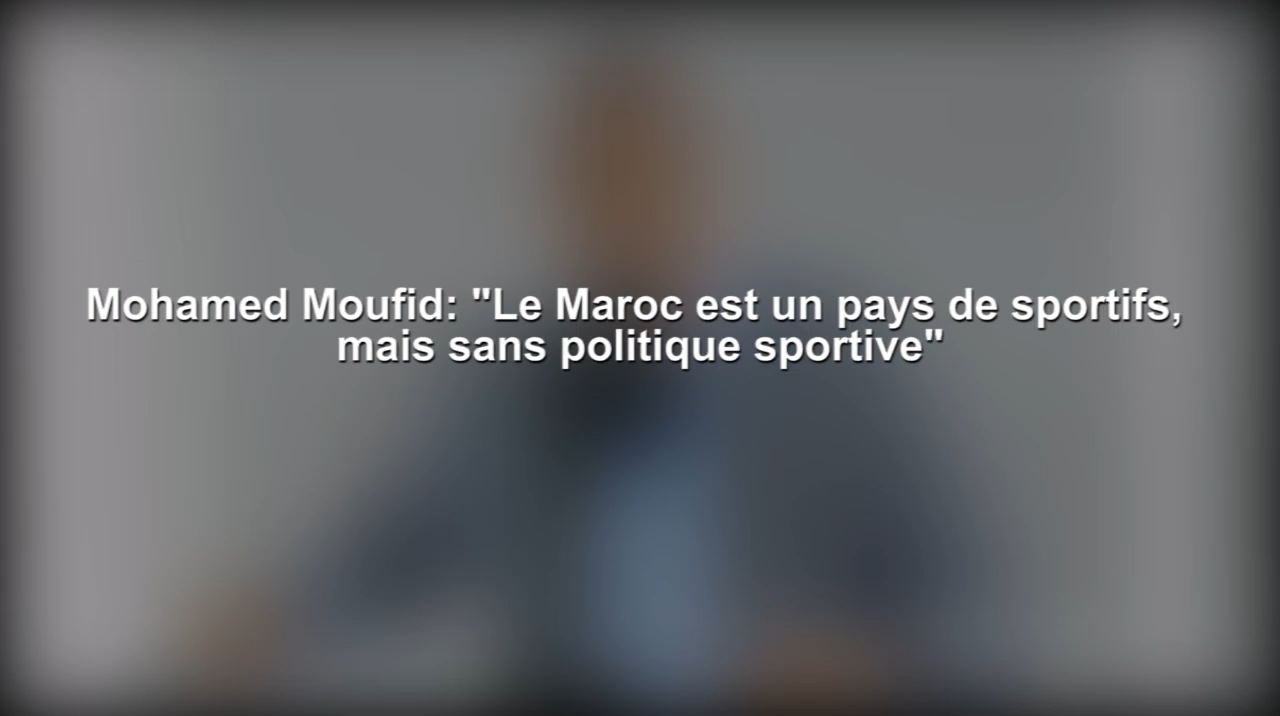 Mohamed Moufid: "Le Maroc est un pays de sportifs,
mais sans politique sportive"